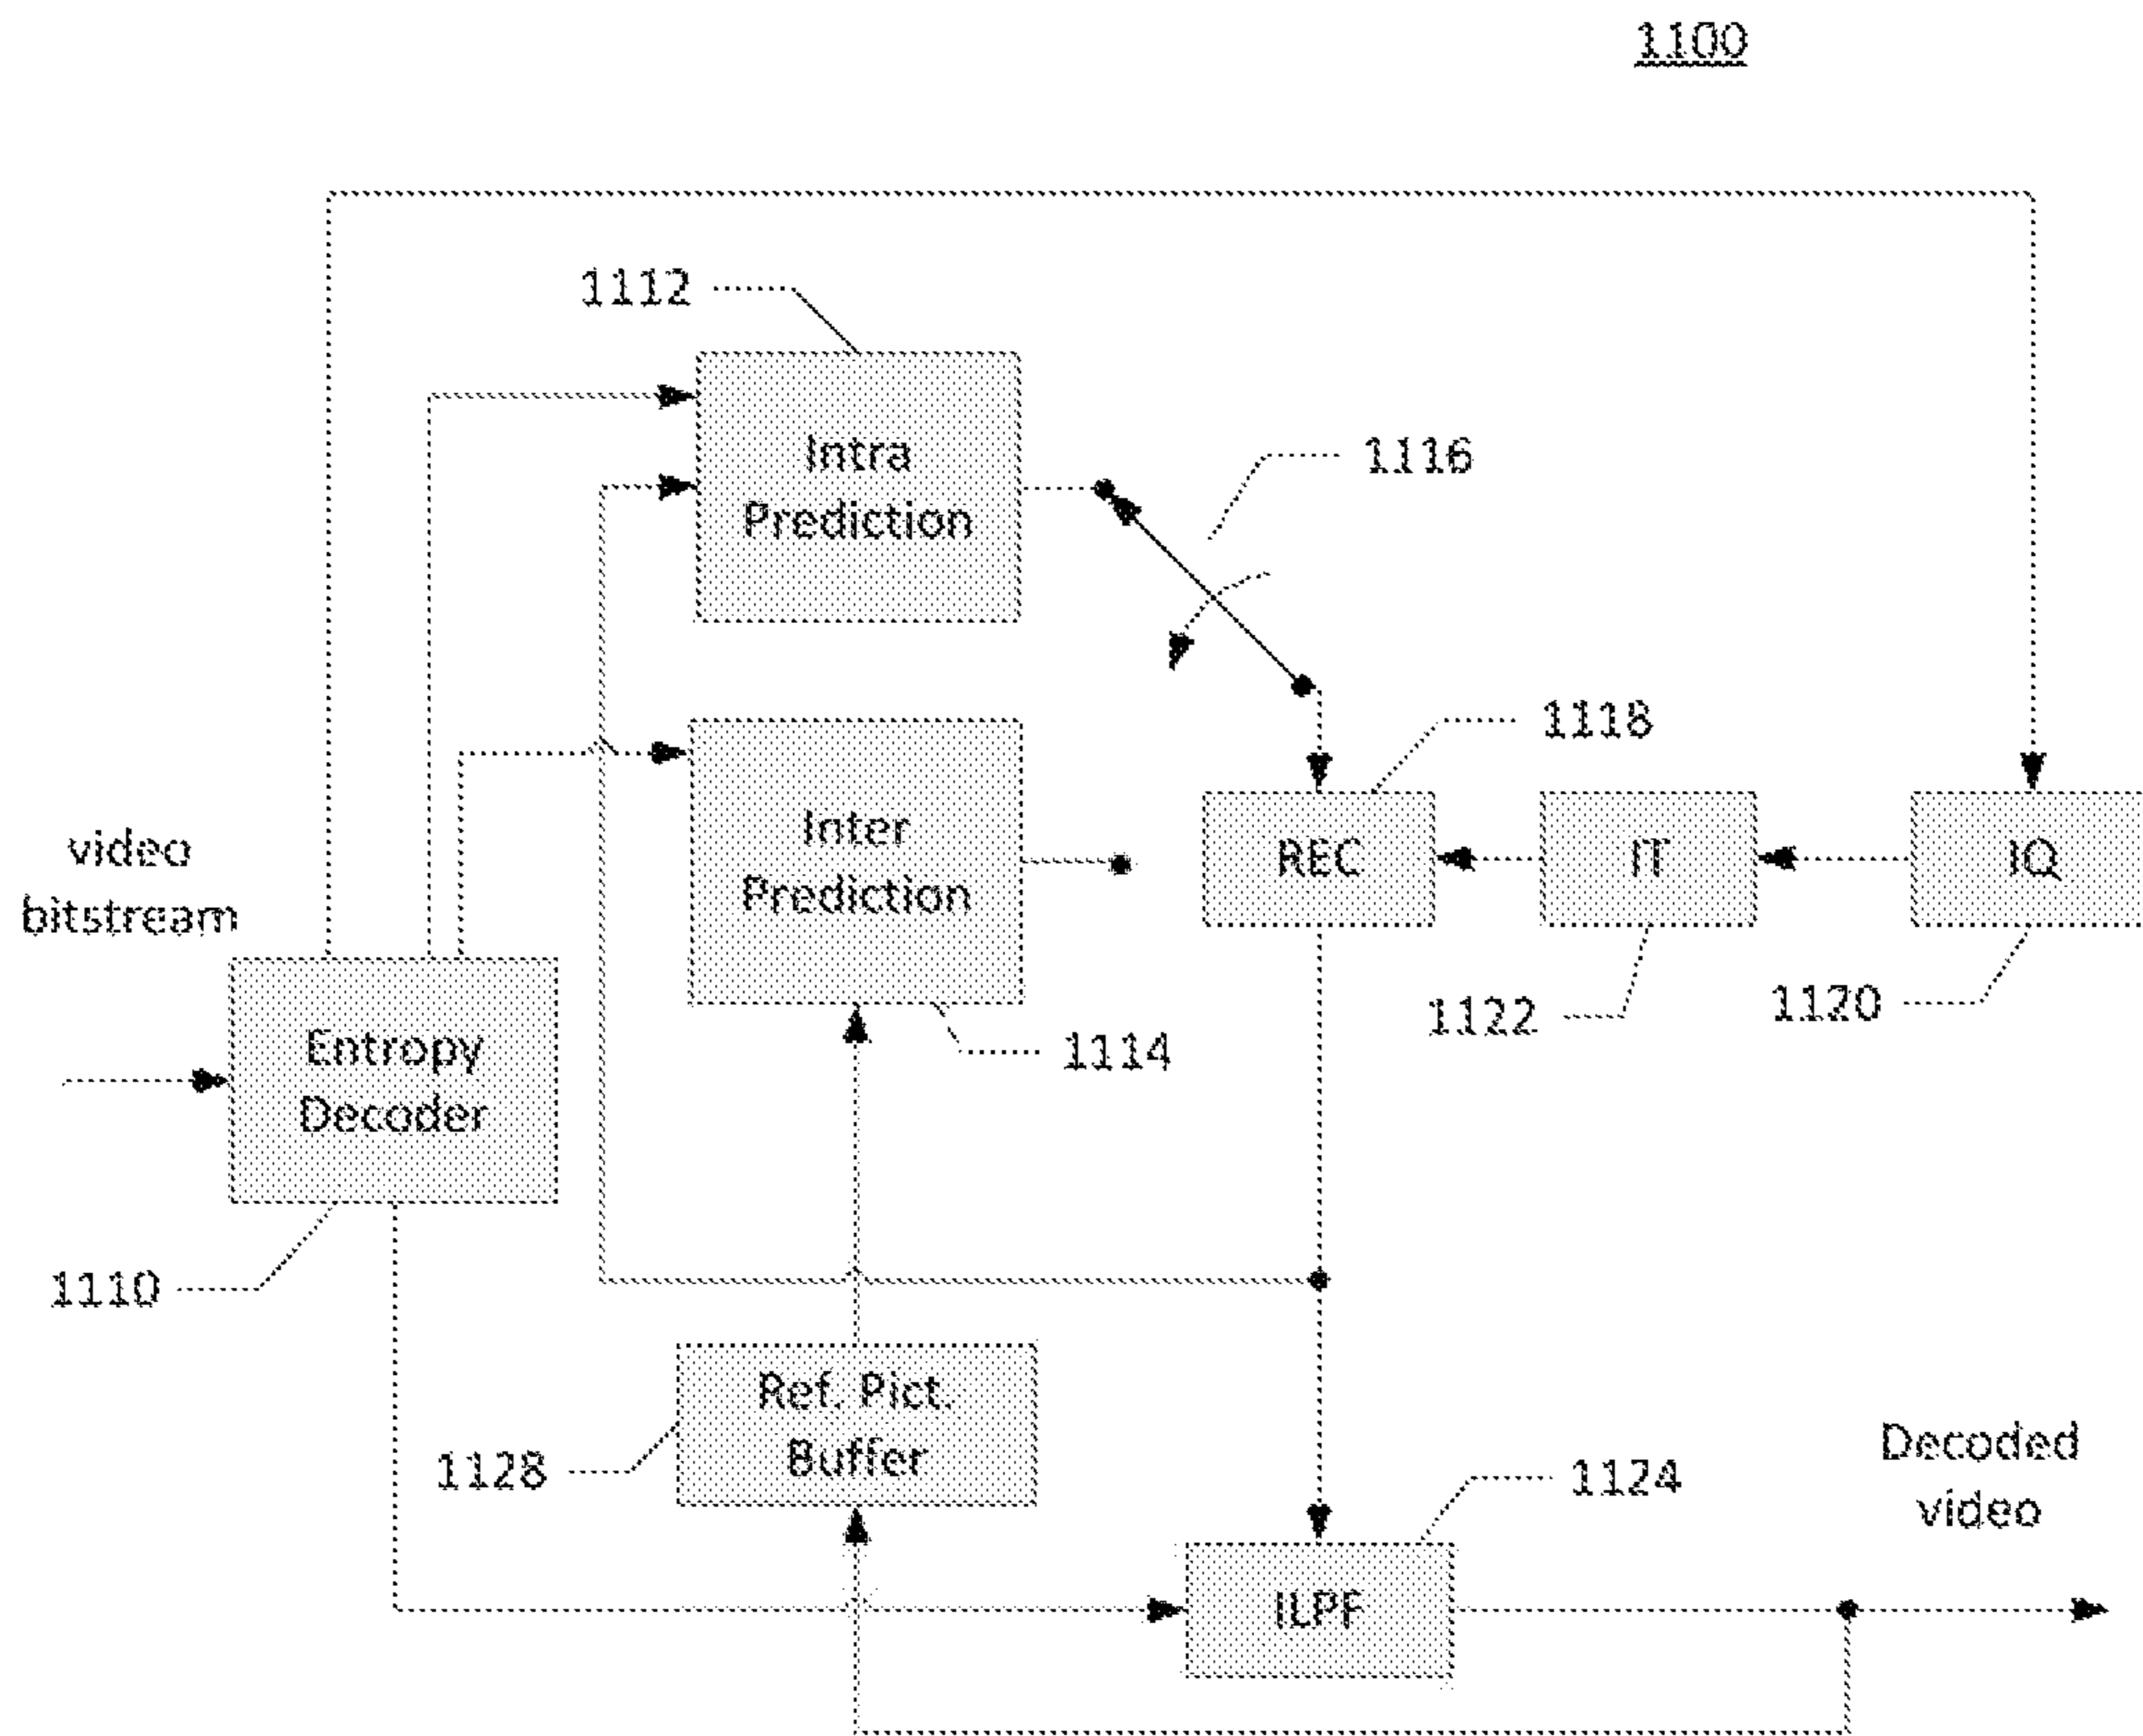 1100
1112
Intra
Prediction
1116
1118
video
bitstream
Inter
Prediction
REC
IT
IQ
1122
1120
1114
Entropy
Decoder
1110
Ref. Pict.
Buffer
1128
1124
Decoded
video
ILPF